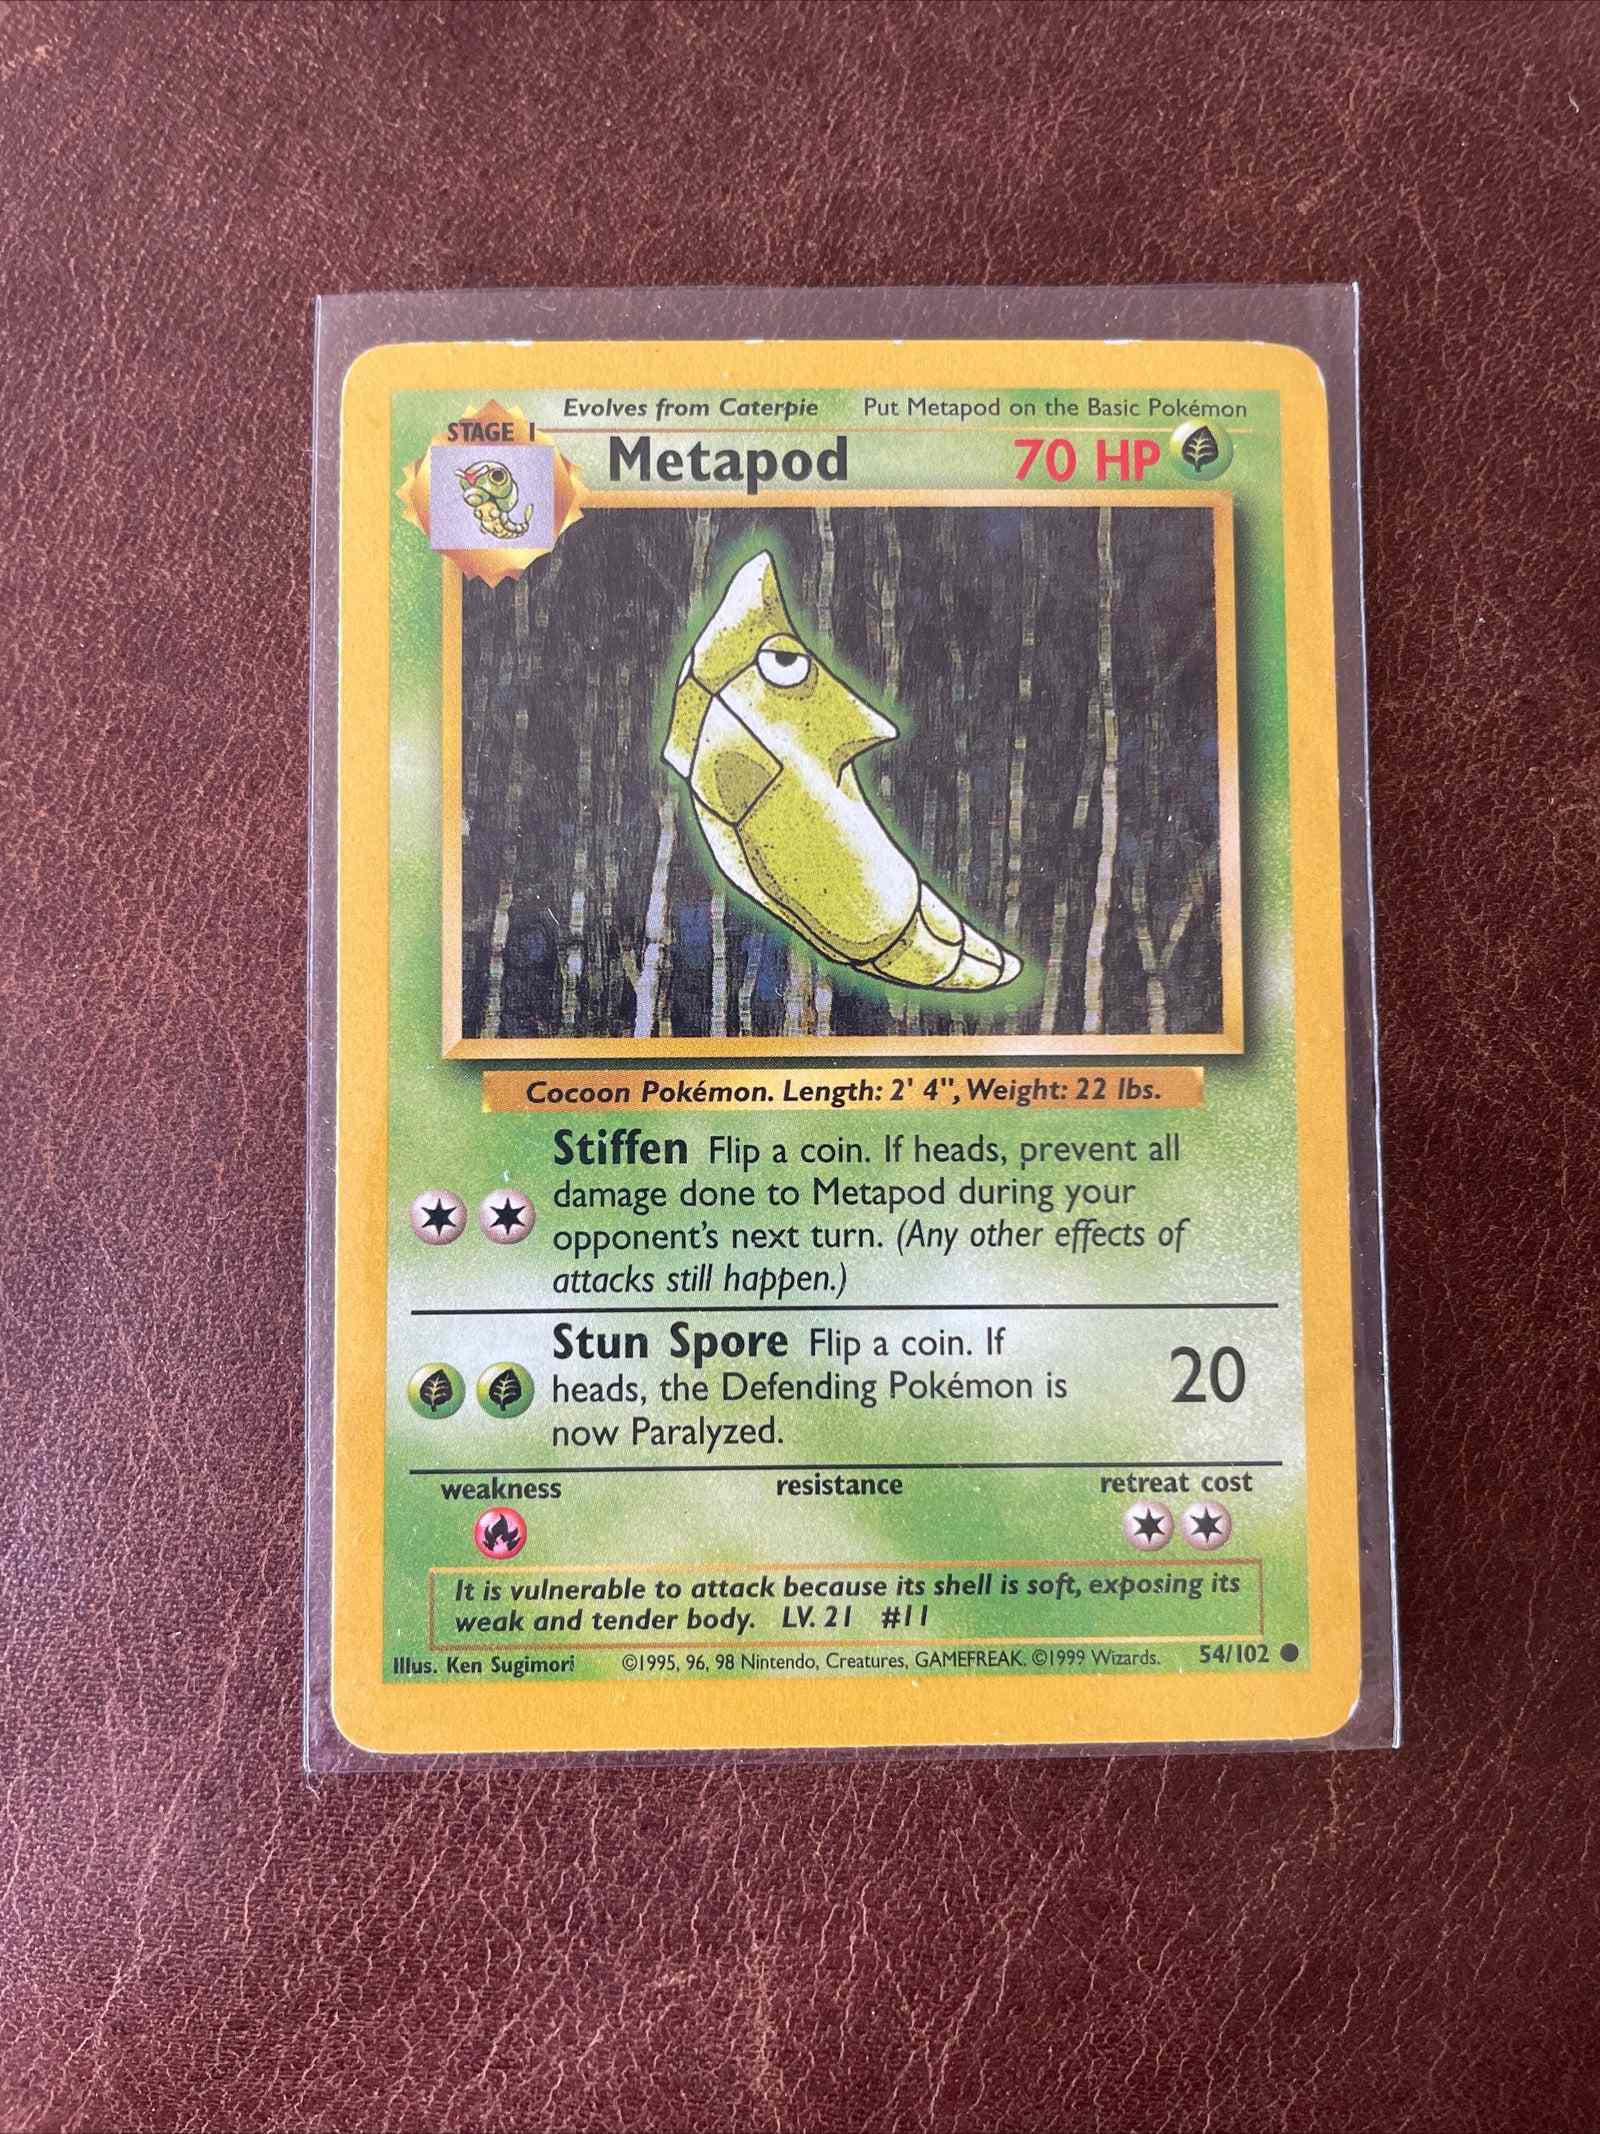 Evolves from Caterpie Put Metapod on the Basic Pokémon
STAGE 1
Metapod 70 HP
Cocoon Pokémon. Length: 2' 4", Weight: 22 lbs.
Stiffen Flip a coin. If heads, prevent all
damage done to Metapod during your
opponent's next turn. (Any other effects of
attacks still happen.)
Stun Spore Flip a coin. If
heads, the Defending Pokémon is
now Paralyzed.
20
weakness resistance retreat cost
It is vulnerable to attack because its shell is soft, exposing its
weak and tender body. LV. 21 #11
Illus. Ken Sugimori ©1995, 96, 98 Nintendo, Creatures, GAMEFREAK. ©1999 Wizards. 54/102